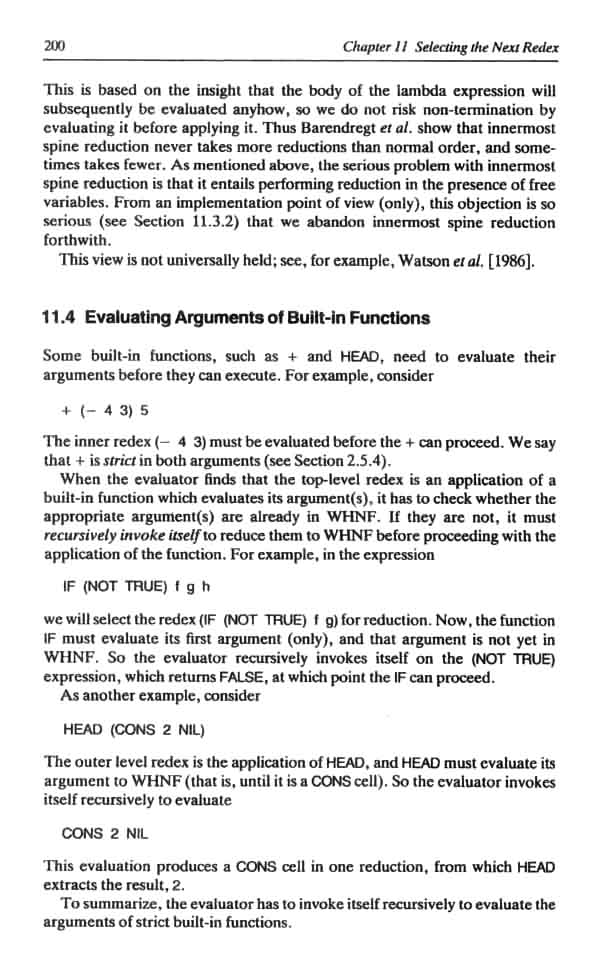 200 Chapter 11 Selecting the Next Redex
This is based on the insight that the body of the lambda expression will
subsequently be evaluated anyhow, so we do not risk non-termination by
evaluating it before applying it. Thus Barendregt et al. show that innermost
spine reduction never takes more reductions than normal order, and some-
times takes fewer. As mentioned above, the serious problem with innermost
spine reduction is that it entails performing reduction in the presence of free
variables. From an implementation point of view (only), this objection is so
serious (see Section 11.3.2) that we abandon innermost spine reduction
forthwith.
This view is not universally held; see, for example, Watson et al. [1986].
11.4 Evaluating Arguments of Built-in Functions
Some built-in functions, such as + and HEAD, need to evaluate their
arguments before they can execute. For example, consider
+ (− 4 3) 5
The inner redex (− 4 3) must be evaluated before the + can proceed. We say
that + is strict in both arguments (see Section 2.5.4).
When the evaluator finds that the top-level redex is an application of a
built-in function which evaluates its argument(s), it has to check whether the
appropriate argument(s) are already in WHNF. If they are not, it must
recursively invoke itself to reduce them to WHNF before proceeding with the
application of the function. For example, in the expression
IF (NOT TRUE) f g h
we will select the redex (IF (NOT TRUE) f g) for reduction. Now, the function
IF must evaluate its first argument (only), and that argument is not yet in
WHNF. So the evaluator recursively invokes itself on the (NOT TRUE)
expression, which returns FALSE, at which point the IF can proceed.
As another example, consider
HEAD (CONS 2 NIL)
The outer level redex is the application of HEAD, and HEAD must evaluate its
argument to WHNF (that is, until it is a CONS cell). So the evaluator invokes
itself recursively to evaluate
CONS 2 NIL
This evaluation produces a CONS cell in one reduction, from which HEAD
extracts the result, 2.
To summarize, the evaluator has to invoke itself recursively to evaluate the
arguments of strict built-in functions.